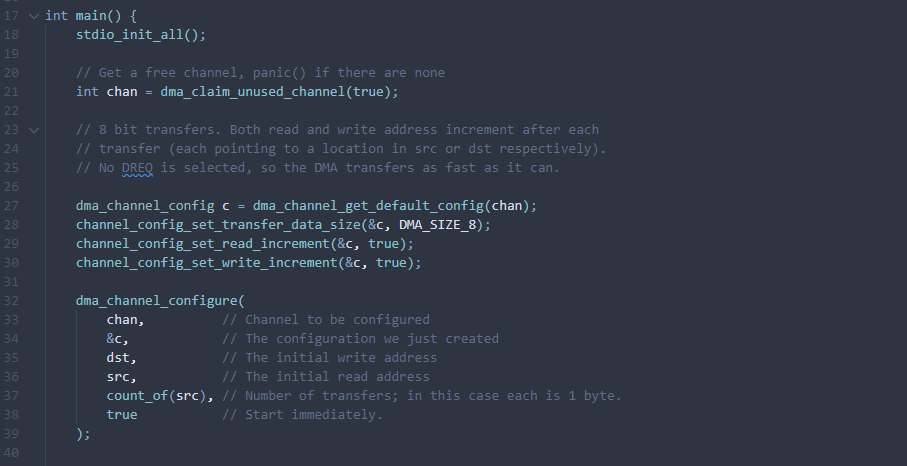 17 int main() {
18 stdio_init_all();
19
20 // Get a free channel, panic() if there are none
21 int chan = dma_claim_unused_channel(true);
22
23 // 8 bit transfers. Both read and write address increment after each
24 // transfer (each pointing to a location in src or dst respectively).
25 // No DREQ is selected, so the DMA transfers as fast as it can.
26
27 dma_channel_config c = dma_channel_get_default_config(chan);
28 channel_config_set_transfer_data_size(&c, DMA_SIZE_8);
29 channel_config_set_read_increment(&c, true);
30 channel_config_set_write_increment(&c, true);
31
32 dma_channel_configure(
33 chan, // Channel to be configured
34 &c, // The configuration we just created
35 dst, // The initial write address
36 src, // The initial read address
37 count_of(src), // Number of transfers; in this case each is 1 byte.
38 true // Start immediately.
39 );
40